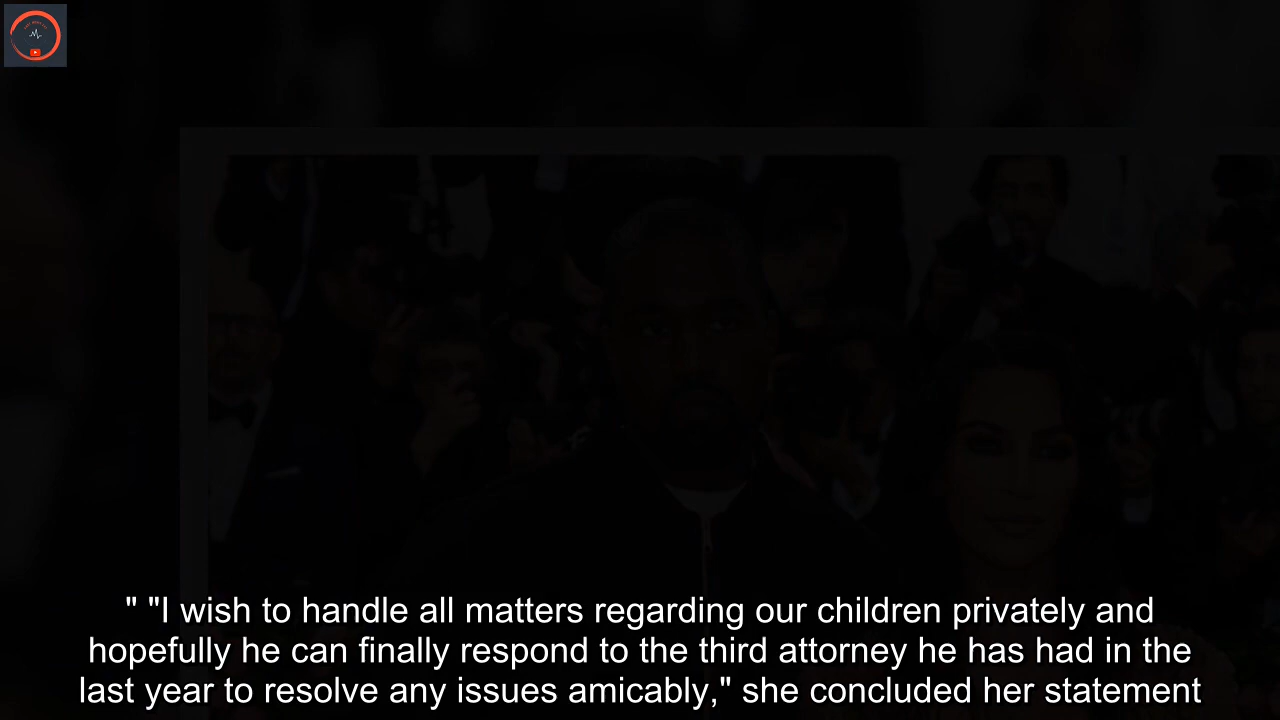 " "I wish to handle all matters regarding our children privately and
hopefully he can finally respond to the third attorney he has had in the
last year to resolve any issues amicably," she concluded her statement